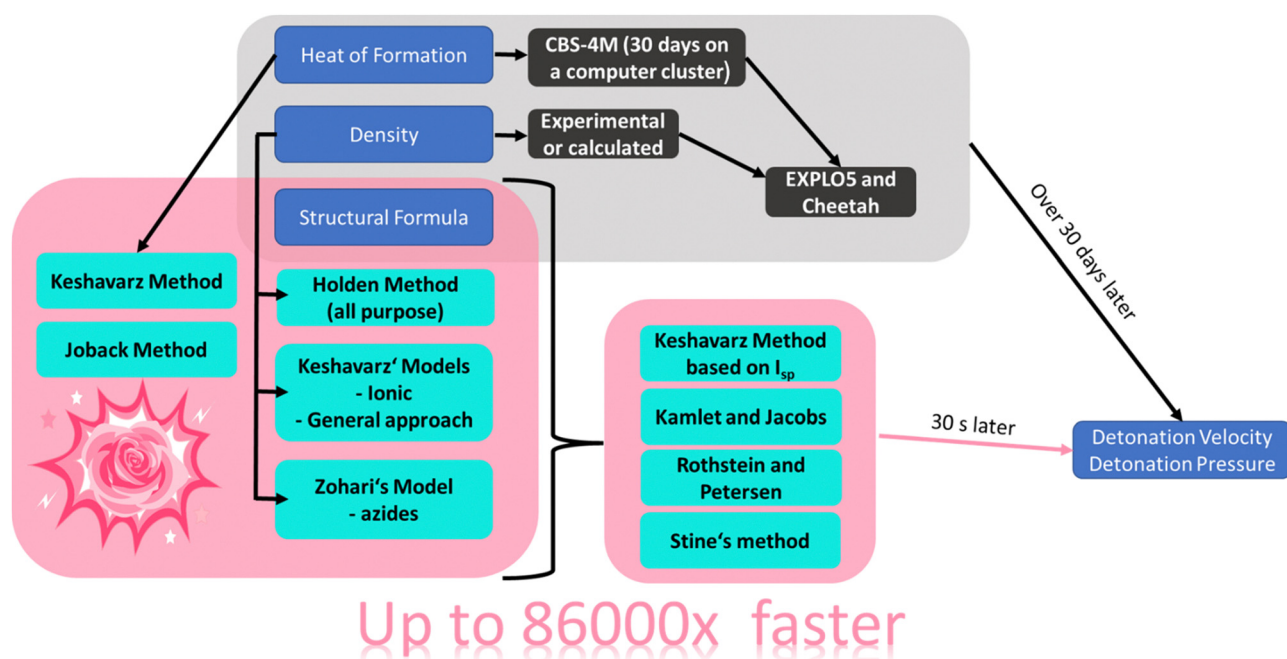 Heat of Formation
CBS-4M (30 days on
a computer cluster)
Density
Experimental
or calculated
EXPLO5 and
Cheetah
Structural Formula
Over 30 days later
Keshavarz Method
Joback Method
Holden Method
(all purpose)
Keshavarz‘ Models
- Ionic
- General approach
Zohari‘s Model
- azides
Keshavarz Method
based on Isp
Kamlet and Jacobs
Rothstein and
Petersen
Stine‘s method
30 s later
Detonation Velocity
Detonation Pressure
Up to 86000x faster